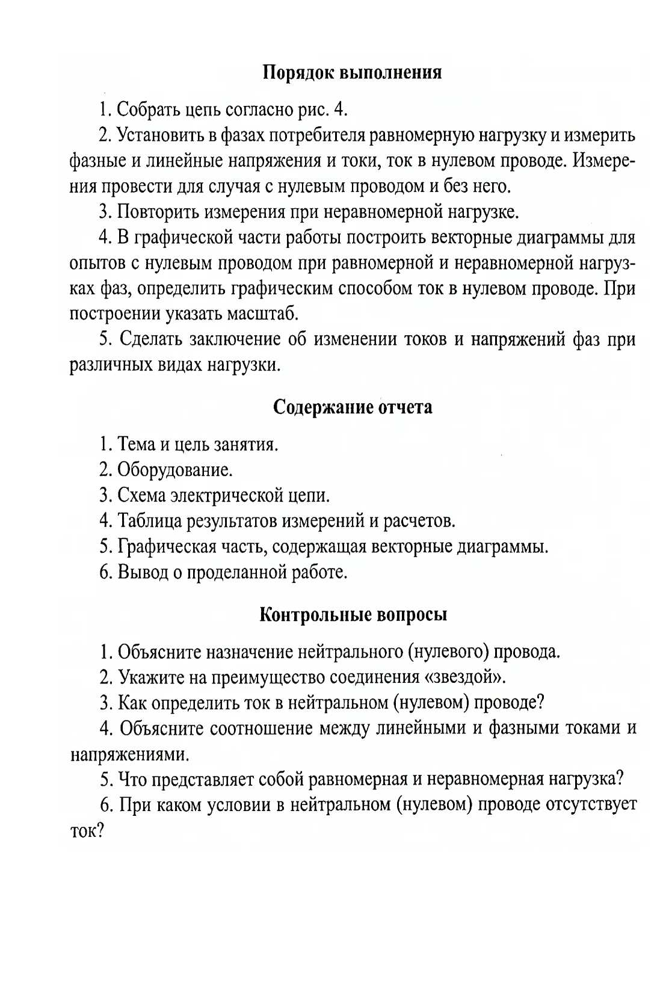 Порядок выполнения
1. Собрать цепь согласно рис. 4.
2. Установить в фазах потребителя равномерную нагрузку и измерить
фазные и линейные напряжения и токи, ток в нулевом проводе. Измере-
ния провести для случая с нулевым проводом и без него.
3. Повторить измерения при неравномерной нагрузке.
4. В графической части работы построить векторные диаграммы для
опытов с нулевым проводом при равномерной и неравномерной нагруз-
ках фаз, определить графическим способом ток в нулевом проводе. При
построении указать масштаб.
5. Сделать заключение об изменении токов и напряжений фаз при
различных видах нагрузки.
Содержание отчета
1. Тема и цель занятия.
2. Оборудование.
3. Схема электрической цепи.
4. Таблица результатов измерений и расчетов.
5. Графическая часть, содержащая векторные диаграммы.
6. Вывод о проделанной работе.
Контрольные вопросы
1. Объясните назначение нейтрального (нулевого) провода.
2. Укажите на преимущество соединения «звездой».
3. Как определить ток в нейтральном (нулевом) проводе?
4. Объясните соотношение между линейными и фазными токами и
напряжениями.
5. Что представляет собой равномерная и неравномерная нагрузка?
6. При каком условии в нейтральном (нулевом) проводе отсутствует
ток?